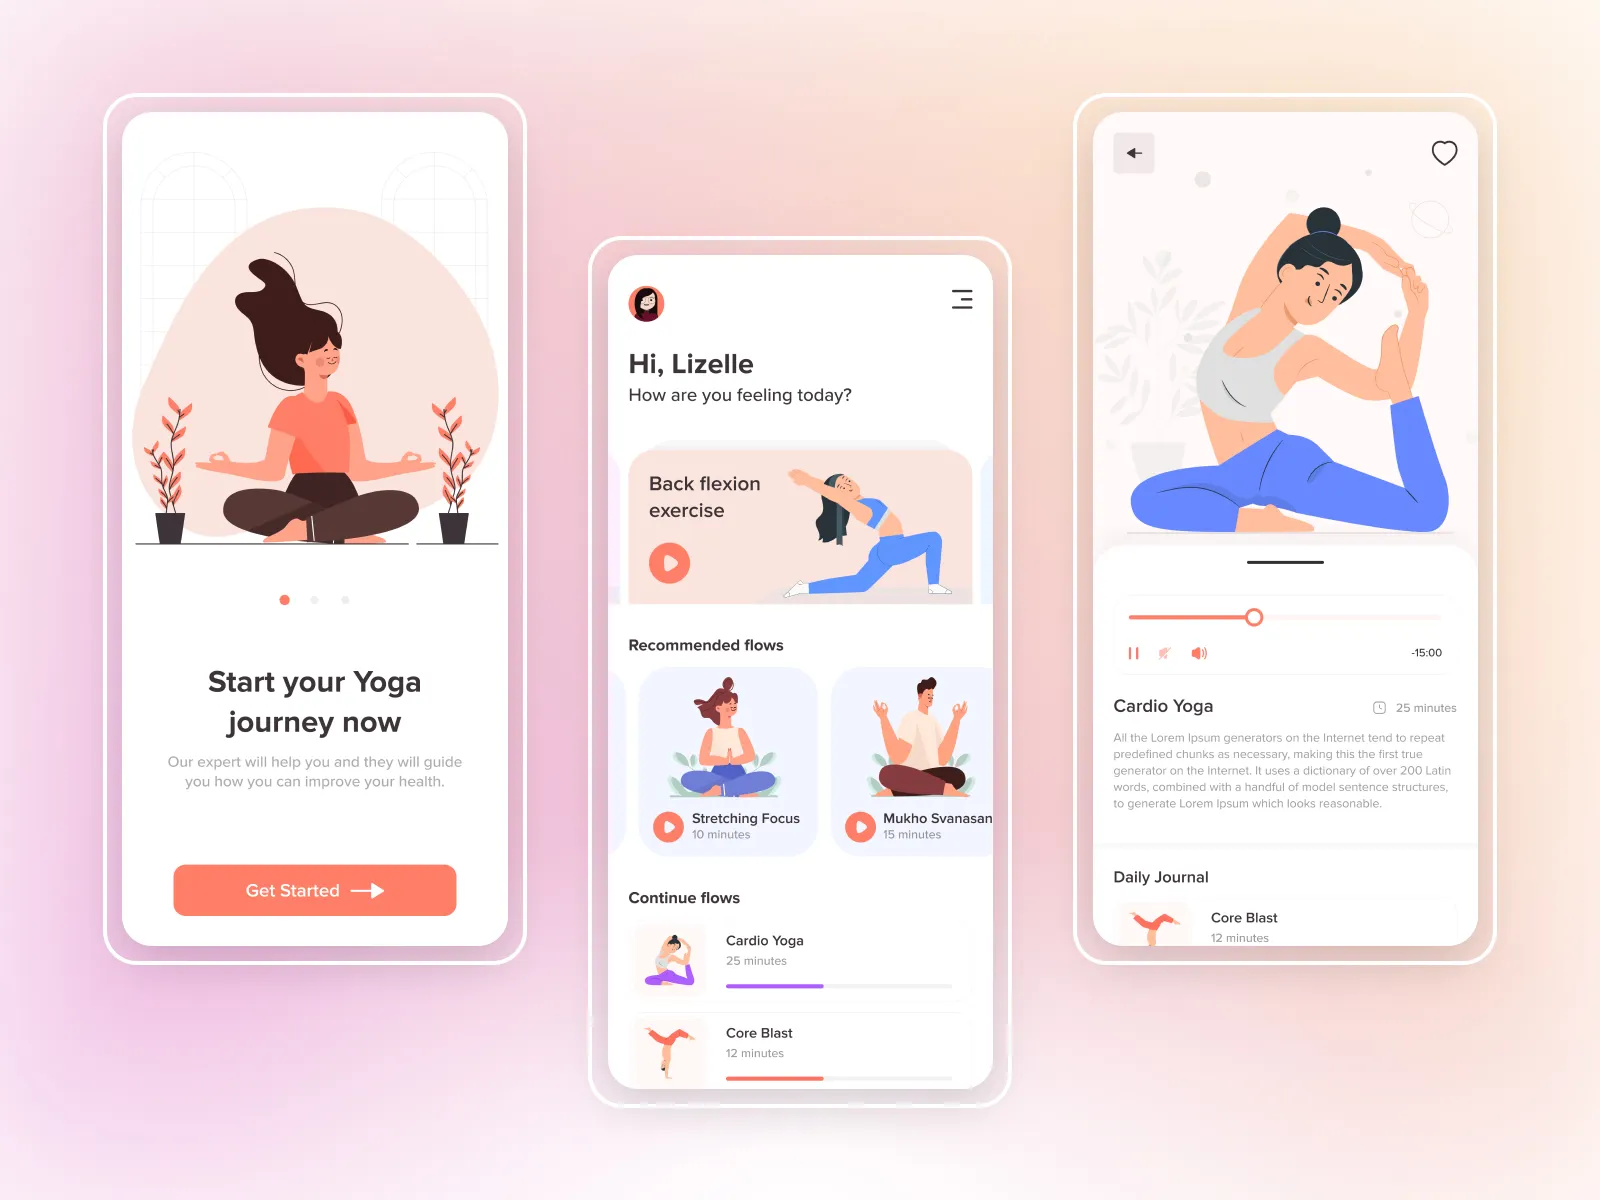 Start your Yoga
journey now
Our expert will help you and they will guide
you how you can improve your health.
Get Started
Hi, Lizelle
How are you feeling today?
Back flexion
exercise
Recommended flows
Stretching Focus
10 minutes
Mukho Svanasan
15 minutes
Continue flows
Cardio Yoga
25 minutes
Core Blast
12 minutes
-15:00
Cardio Yoga
25 minutes
All the Lorem Ipsum generators on the Internet tend to repeat
predefined chunks as necessary, making this the first true
generator on the Internet. It uses a dictionary of over 200 Latin
words, combined with a handful of model sentence structures,
to generate Lorem Ipsum which looks reasonable.
Daily Journal
Core Blast
12 minutes